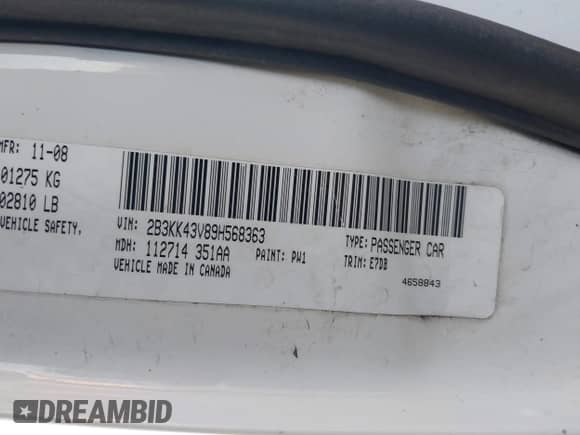 MFR: 11-08
01275 KG
02810 LB
VEHICLE SAFETY,
VIN: 2B3KK43V89H568363
MDH: 112714 351AA PAINT: PW1
VEHICLE MADE IN CANADA
TYPE: PASSENGER CAR
TRIM: E7DB
4658843
DREAMBID